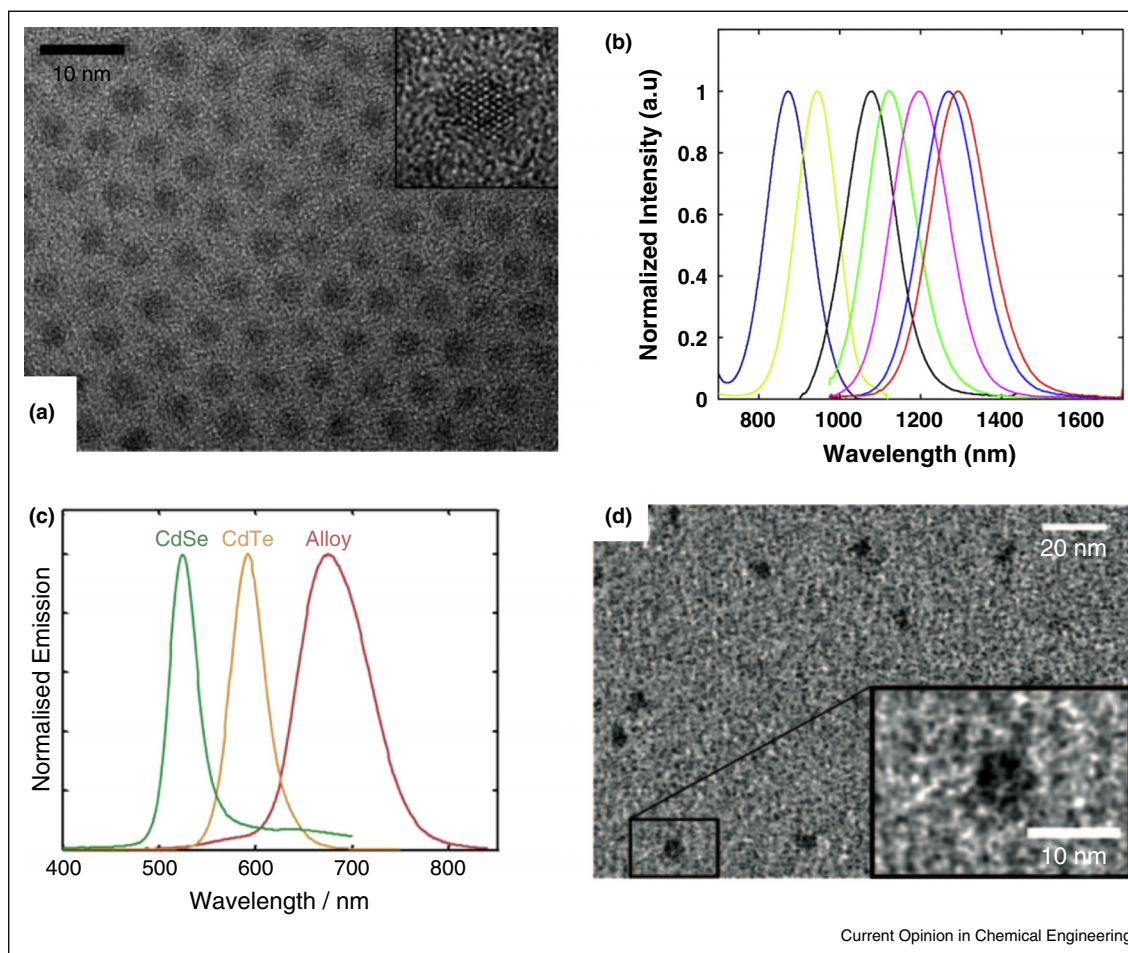 10 nm
(a)
(b)
Normalized Intensity (a.u)
1
0.8
0.6
0.4
0.2
0
800 1000 1200 1400 1600
Wavelength (nm)
(c)
CdSe CdTe Alloy
Normalised Emission
400 500 600 700 800
Wavelength / nm
(d)
20 nm
10 nm
Current Opinion in Chemical Engineering